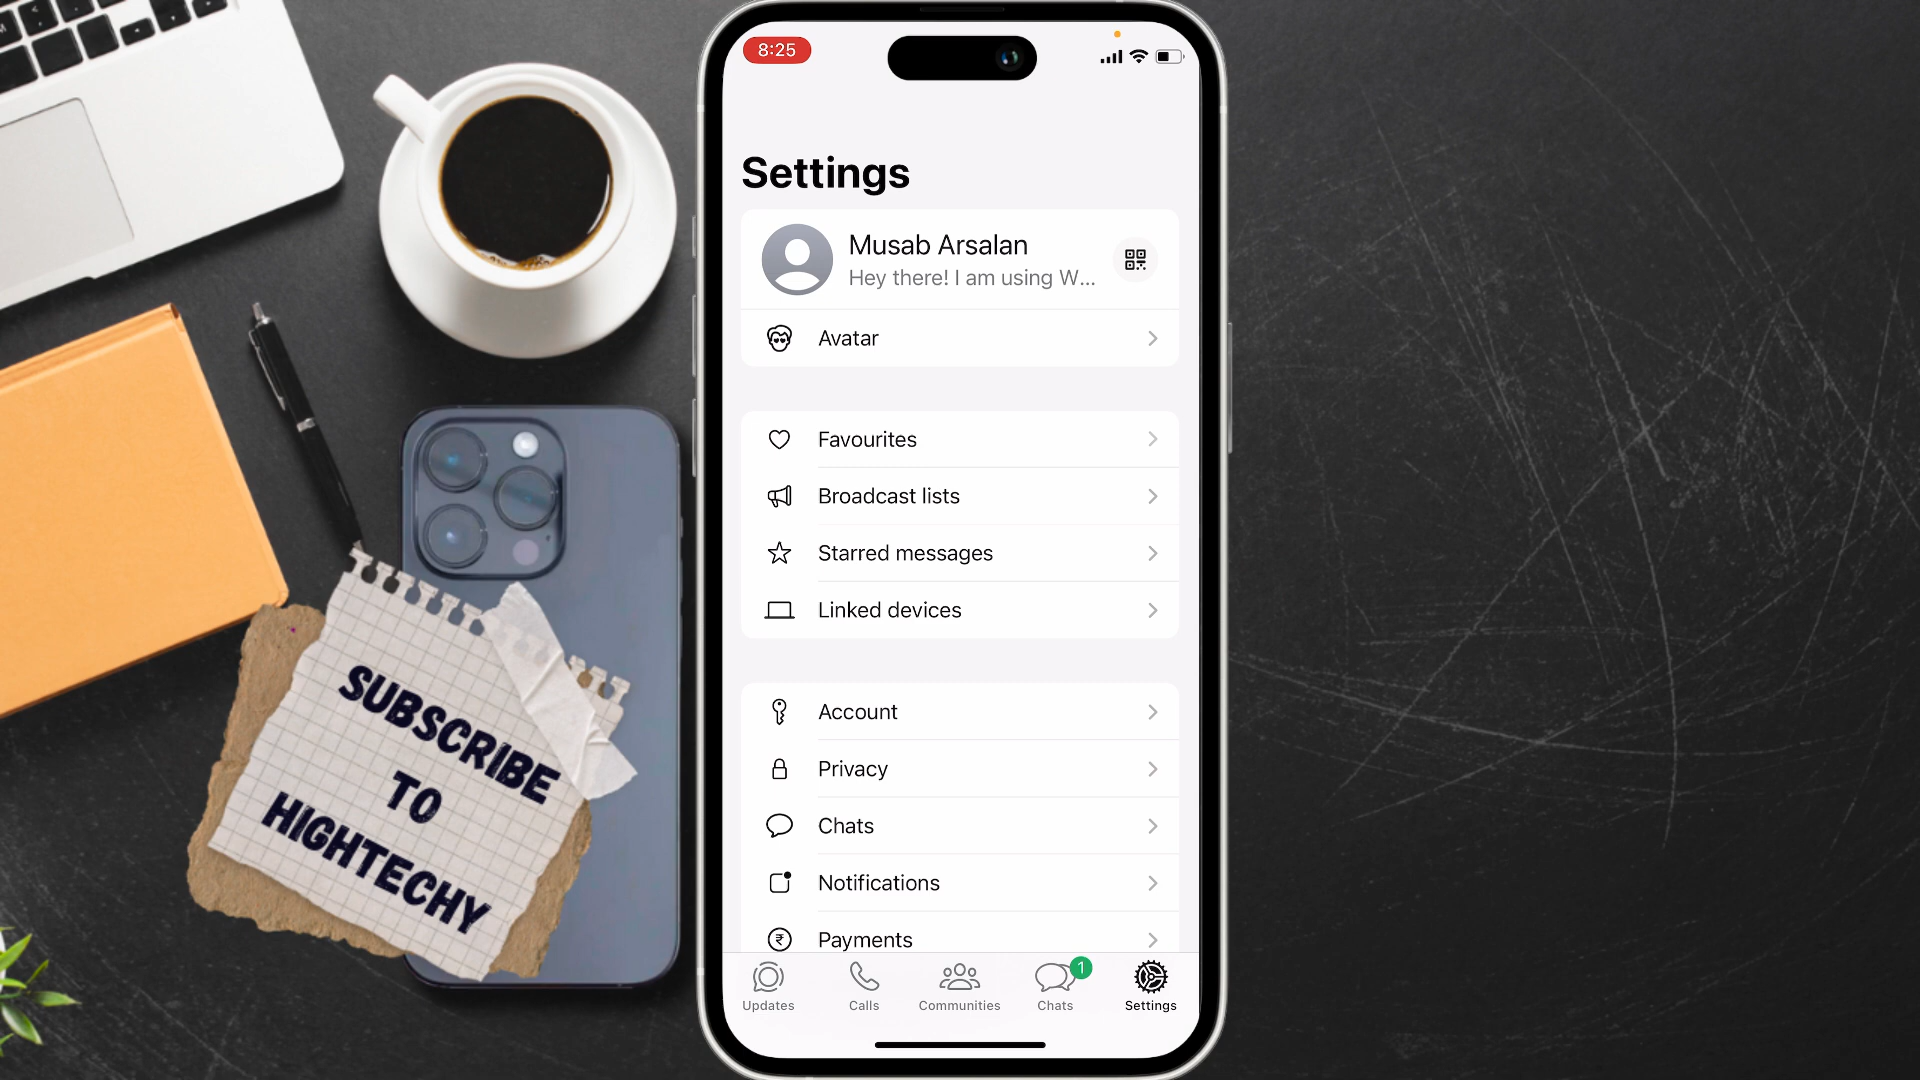 8:25
Settings
Musab Arsalan
Hey there! I am using W...
Avatar
Favourites
Broadcast lists
Starred messages
Linked devices
Account
Privacy
Chats
Notifications
Payments
1
Updates
Calls
Communities
Chats
Settings
SUBSCRIBE
TO
HIGHTECHY